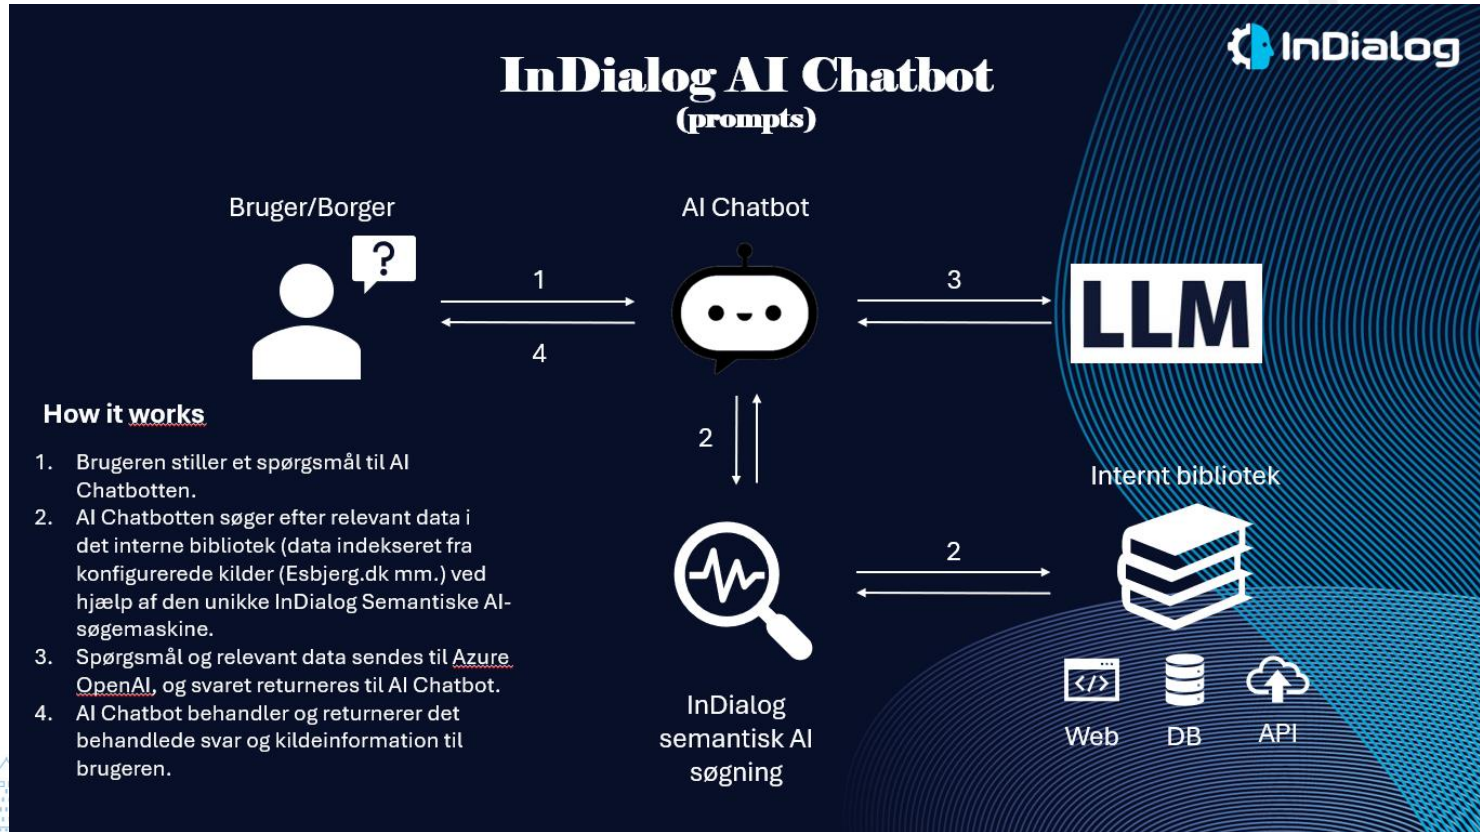 InDialog
InDialog AI Chatbot
(prompts)
Bruger/Borger
AI Chatbot
?
1
4
3
LLM
2
How it works
1. Brugeren stiller et spørgsmål til AI
Chatbotten.
2. AI Chatbotten søger efter relevant data i
det interne bibliotek (data indekseret fra
konfigurerede kilder (Esbjerg.dk mm.) ved
hjælp af den unikke InDialog Semantiske AI-
søgemaskine.
3. Spørgsmål og relevant data sendes til Azure
OpenAI, og svaret returneres til AI Chatbot.
4. AI Chatbot behandler og returnerer det
behandlede svar og kildeinformation til
brugeren.
InDialog
semantisk AI
søgning
2
Internt bibliotek
</>
Web
DB
API